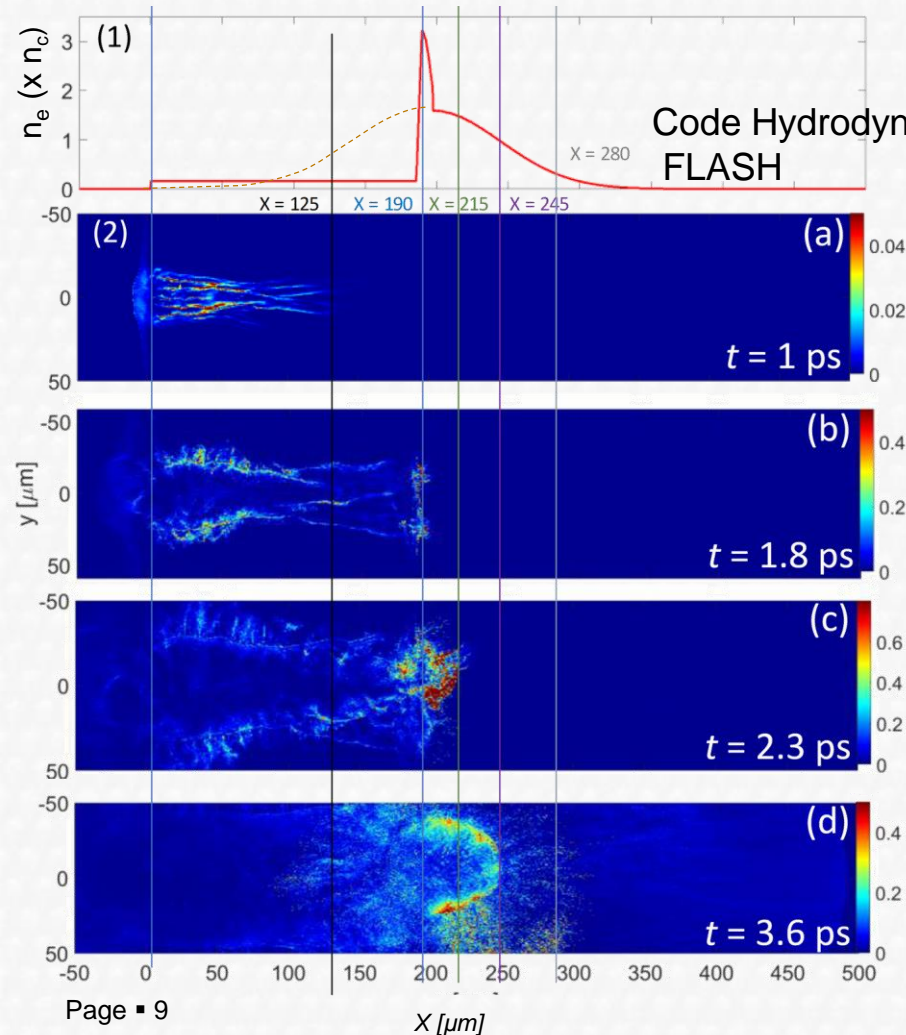 (1)
n_e (x n_c)
3
2
1
0
Code Hydrodyn
FLASH
X = 280
X = 125
X = 190
X = 215
X = 245
-50
0
50
(2)
(a)
t = 1 ps
0.04
0.02
0
-50
0
50
y [μm]
(b)
t = 1.8 ps
0.4
0.2
0
-50
0
50
(c)
t = 2.3 ps
0.6
0.4
0.2
0
-50
0
50
(d)
t = 3.6 ps
0.4
0.2
0
-50 0 50 100 150 200 250 300 350 400 450 500
Page ▪ 9
X [μm]